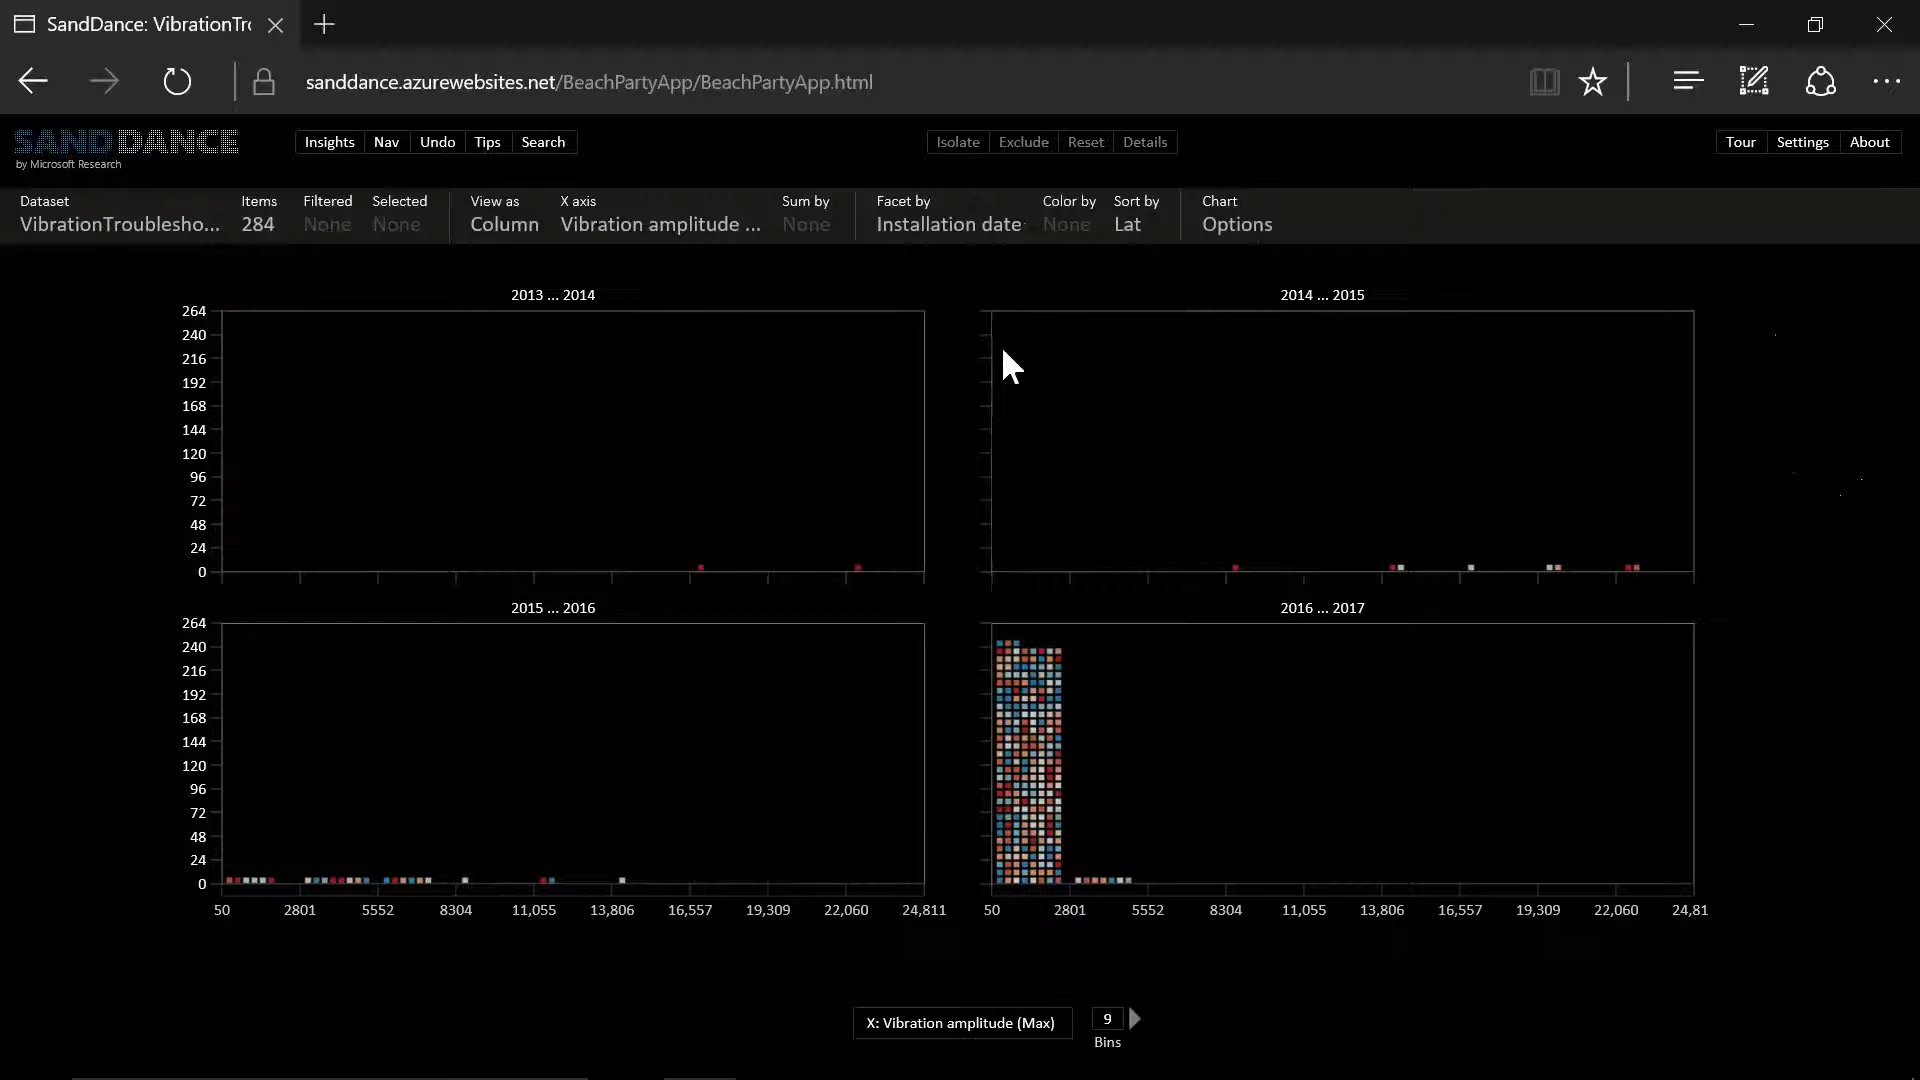 SandDance: VibrationTro
sanddance.azurewebsites.net/BeachPartyApp/BeachPartyApp.html
SANDDANCE
by Microsoft Research
Insights Nav Undo Tips Search
Isolate Exclude Reset Details
Tour Settings About
Dataset Items Filtered Selected View as X axis Sum by Facet by Color by Sort by Chart
VibrationTroublesho... 284 None None Column Vibration amplitude ... None Installation date None Lat Options
2013 ... 2014
2014 ... 2015
264
240
216
192
168
144
120
96
72
48
24
0
2015 ... 2016
2016 ... 2017
264
240
216
192
168
144
120
96
72
48
24
0
50 2801 5552 8304 11,055 13,806 16,557 19,309 22,060 24,811
50 2801 5552 8304 11,055 13,806 16,557 19,309 22,060 24,81
X: Vibration amplitude (Max)
9
Bins